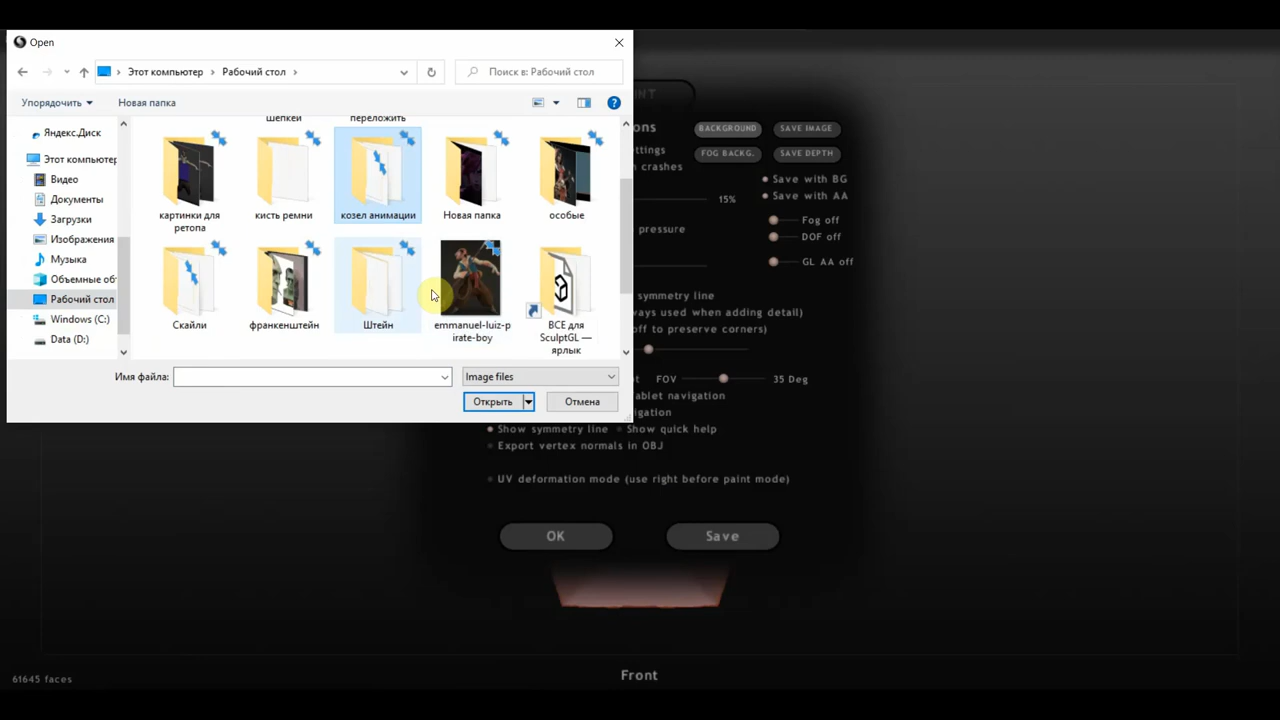 Open
Этот компьютер
Рабочий стол
Поиск в: Рабочий стол
Упорядочить
Новая папка
Яндекс.Диск
Этот компьютер
Видео
Документы
Загрузки
Изображения
Музыка
Объемные об
Рабочий стол
Windows (C:)
Data (D:)
щепкеи
переложить
картинки для
ретопа
кисть ремни
козел анимации
Новая папка
особые
Скайли
франкенштейн
Штейн
emmanuel-luiz-p
irate-boy
ВСЕ для
SculptGL —
ярлык
Имя файла:
Image files
Открыть
Отмена
NT
ons
BACKGROUND
SAVE IMAGE
ettings
FOG BACKG.
SAVE DEPTH
n crashes
Save with BG
15%
Save with AA
Fog off
pressure
DOF off
GL AA off
symmetry line
ays used when adding detail)
off to preserve corners)
t FOV
35 Deg
ablet navigation
igation
Show symmetry line
Show quick help
Export vertex normals in OBJ
UV deformation mode (use right before paint mode)
OK
Save
Front
61645 faces